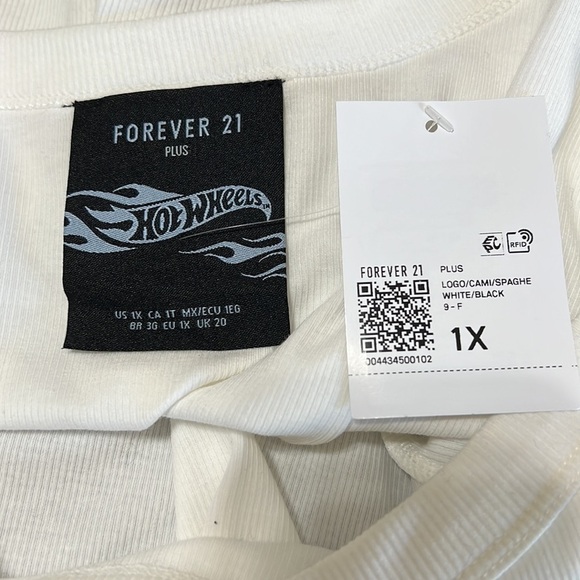 FOREVER 21
PLUS
HOT WHEELS™
US 1X CA 1T MX/ECU 1EG
BR 3G EU 1X UK 20
RFID
FOREVER 21
PLUS
LOGO/CAMI/SPAGHE
WHITE/BLACK
9 - F
1X
004434500102